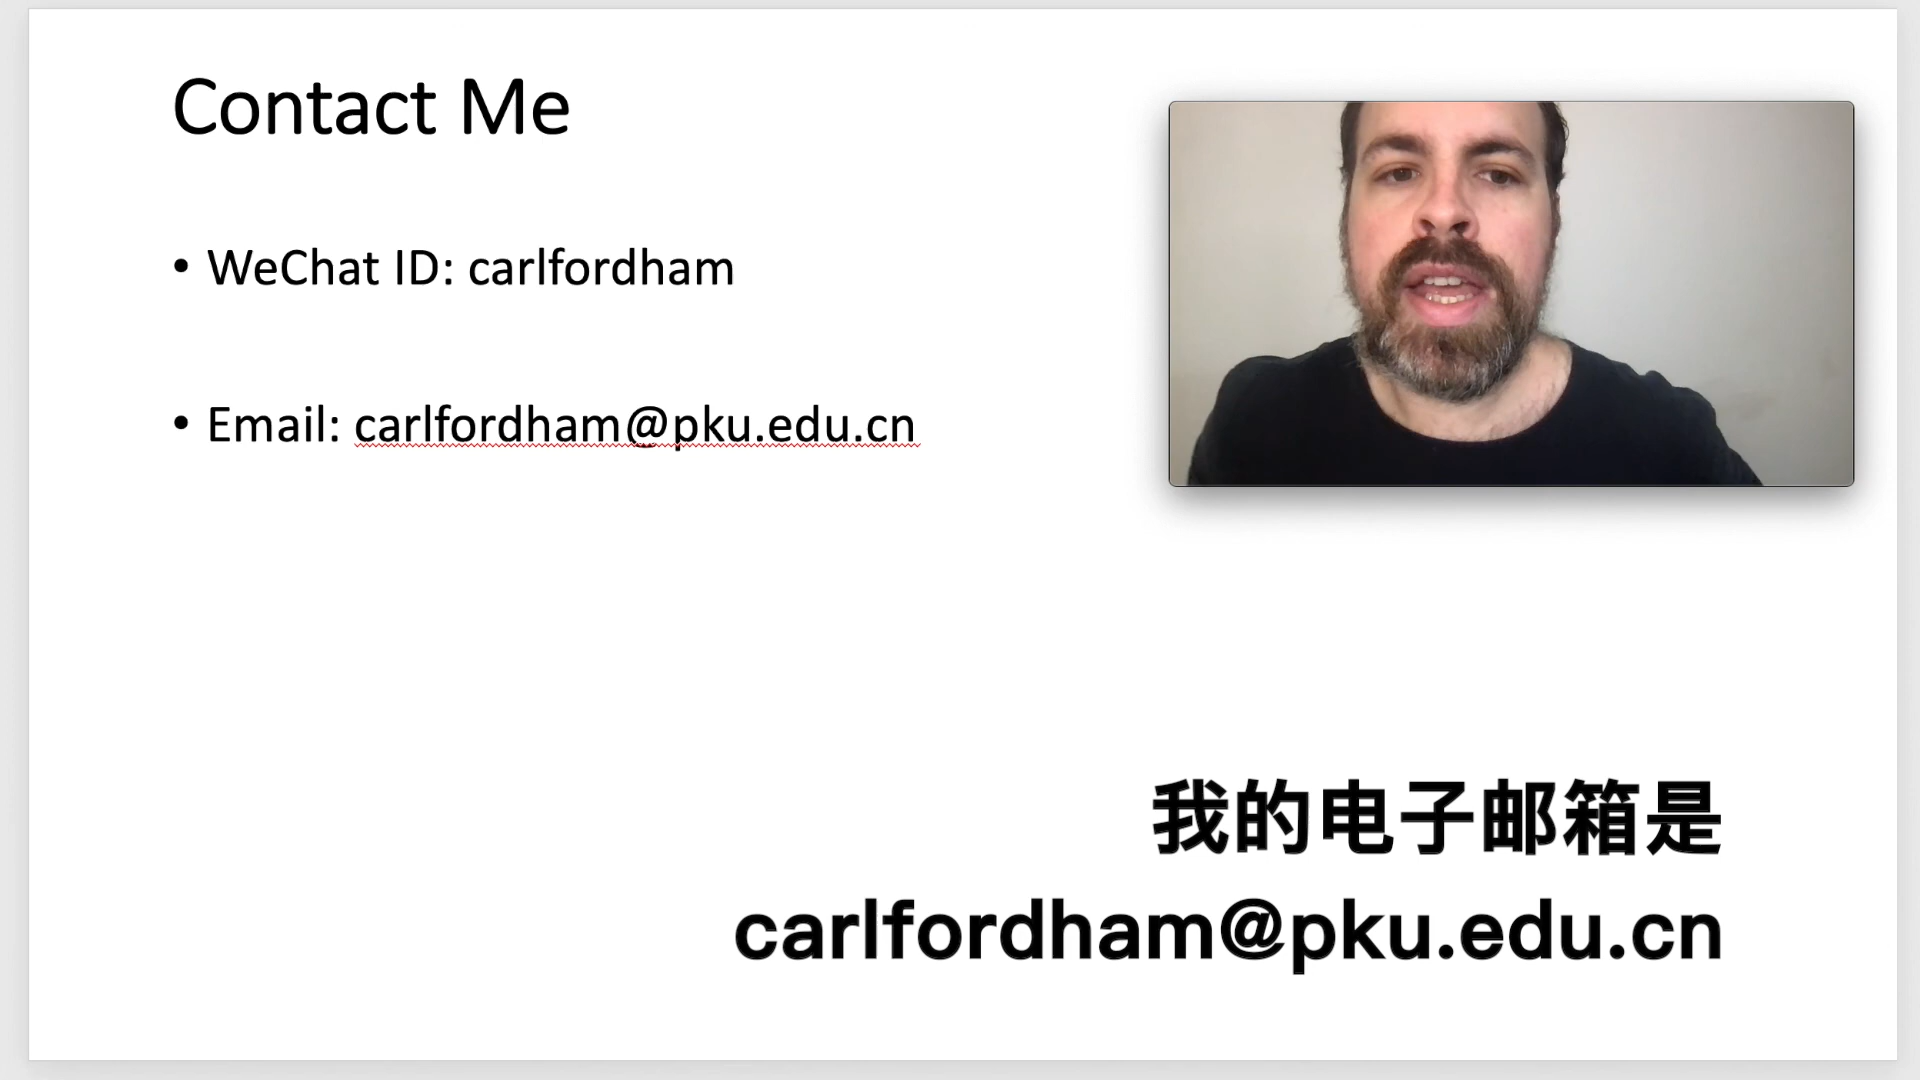 Contact Me
• WeChat ID: carlfordham
• Email: carlfordham@pku.edu.cn
我的电子邮箱是
carlfordham@pku.edu.cn